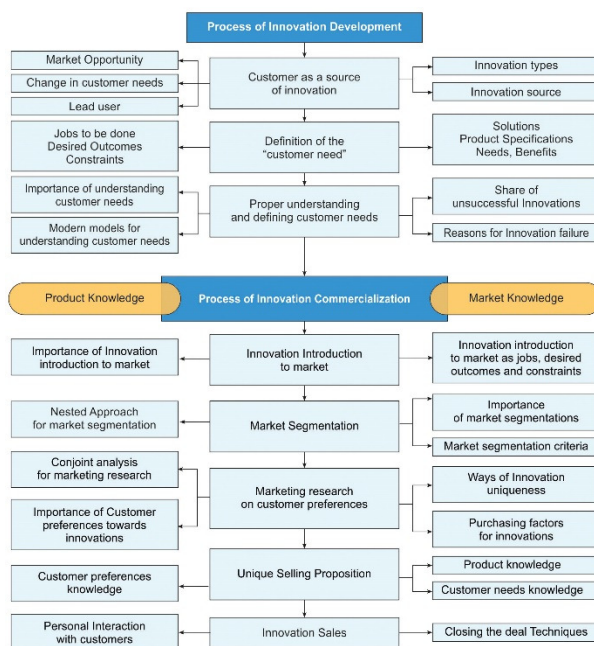 Process of Innovation Development
Market Opportunity
Change in customer needs
Lead user
Customer as a source
of innovation
Innovation types
Innovation source
Jobs to be done
Desired Outcomes
Constraints
Definition of the
“customer need”
Solutions
Product Specifications
Needs, Benefits
Importance of understanding
customer needs
Modern models for
understanding customer needs
Proper understanding
and defining customer needs
Share of
unsuccessful Innovations
Reasons for Innovation failure
Product Knowledge
Process of Innovation Commercialization
Market Knowledge
Importance of Innovation
introduction to market
Innovation Introduction
to market
Innovation introduction
to market as jobs, desired
outcomes and constraints
Nested Approach
for market segmentation
Market Segmentation
Importance
of market segmentations
Market segmentation criteria
Conjoint analysis
for marketing research
Importance of Customer
preferences towards
innovations
Marketing research
on customer preferences
Ways of Innovation
uniqueness
Purchasing factors
for innovations
Customer preferences
knowledge
Unique Selling Proposition
Product knowledge
Customer needs knowledge
Personal Interaction
with customers
Innovation Sales
Closing the deal Techniques